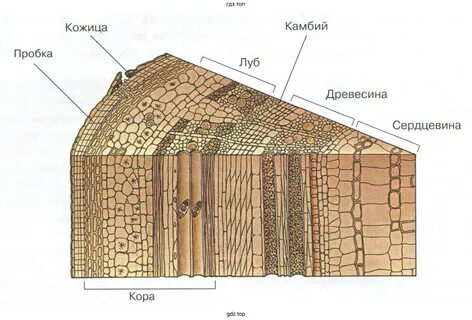 гдз.топ
Кожица
Камбий
Пробка
Луб
Древесина
Сердцевина
Кора
gdz.top